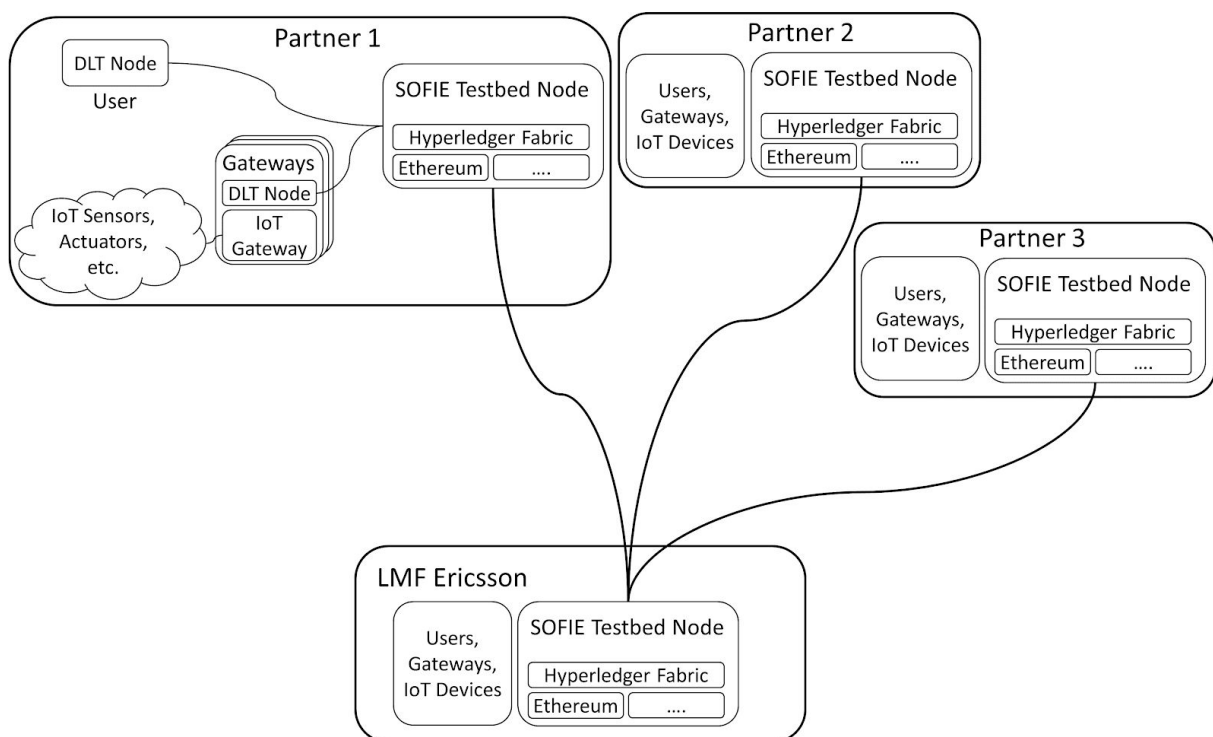 Partner 1
DLT Node
User
SOFIE Testbed Node
Hyperledger Fabric
Ethereum
....
Gateways
DLT Node
IoT
Gateway
IoT Sensors,
Actuators,
etc.
Partner 2
Users,
Gateways,
IoT Devices
SOFIE Testbed Node
Hyperledger Fabric
Ethereum
....
Partner 3
Users,
Gateways,
IoT Devices
SOFIE Testbed Node
Hyperledger Fabric
Ethereum
....
LMF Ericsson
Users,
Gateways,
IoT Devices
SOFIE Testbed Node
Hyperledger Fabric
Ethereum
....